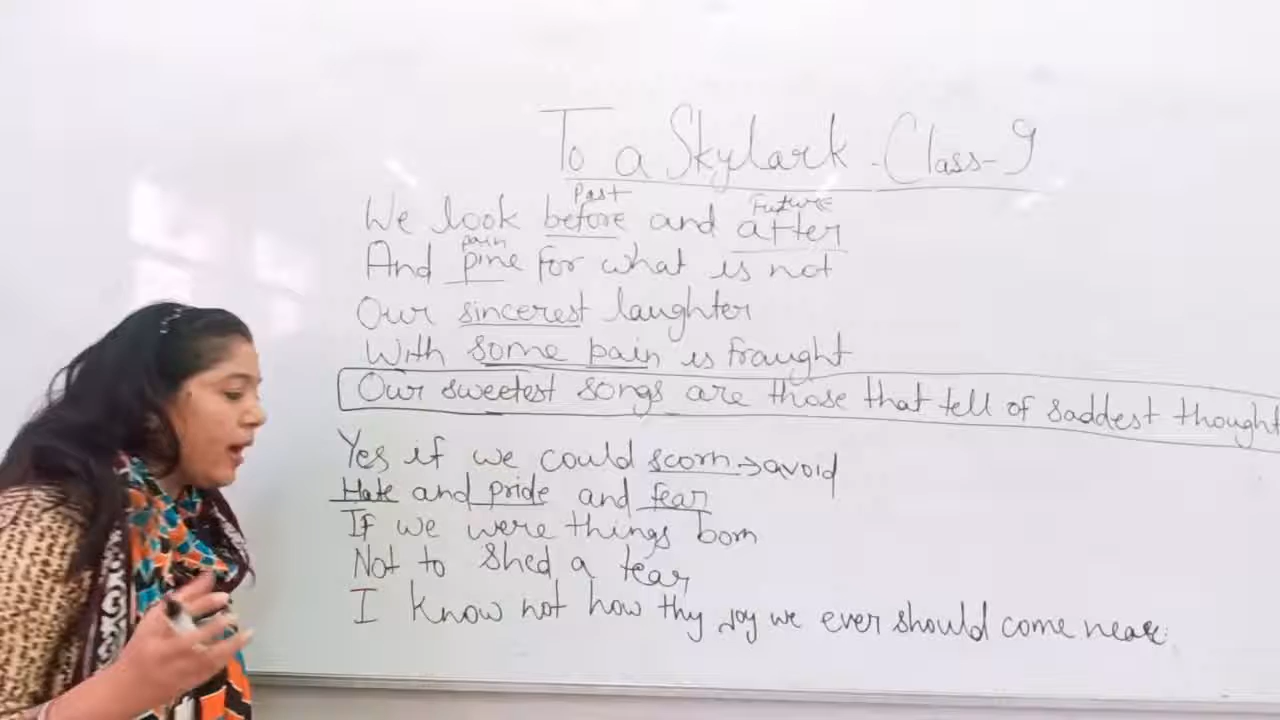 To a Skylark - Class-9
Past
Future
We look before and after
pain
And pine for what is not
Our sincerest laughter
With some pain is fraught
Our sweetest songs are those that tell of saddest thought
Yes if we could scorn → avoid
Hate and pride and fear
If we were things born
Not to shed a tear
I know not how thy joy we ever should come near.